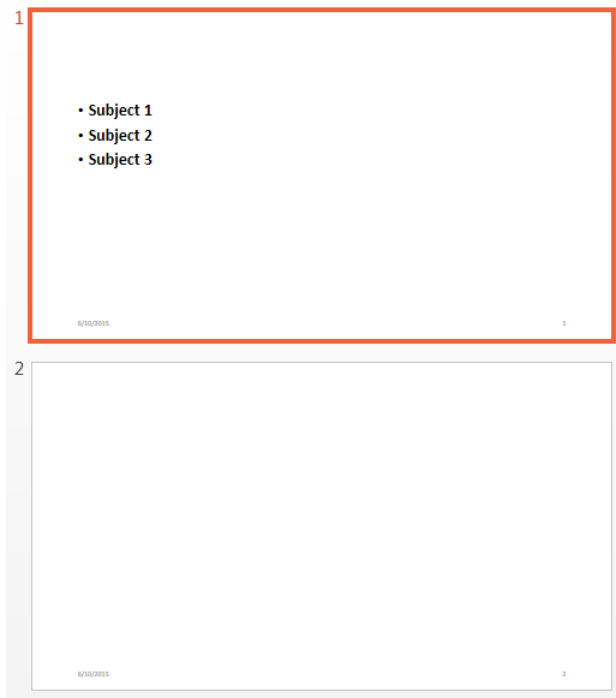 1
• Subject 1
• Subject 2
• Subject 3
6/10/2015 1
2
6/10/2015 2